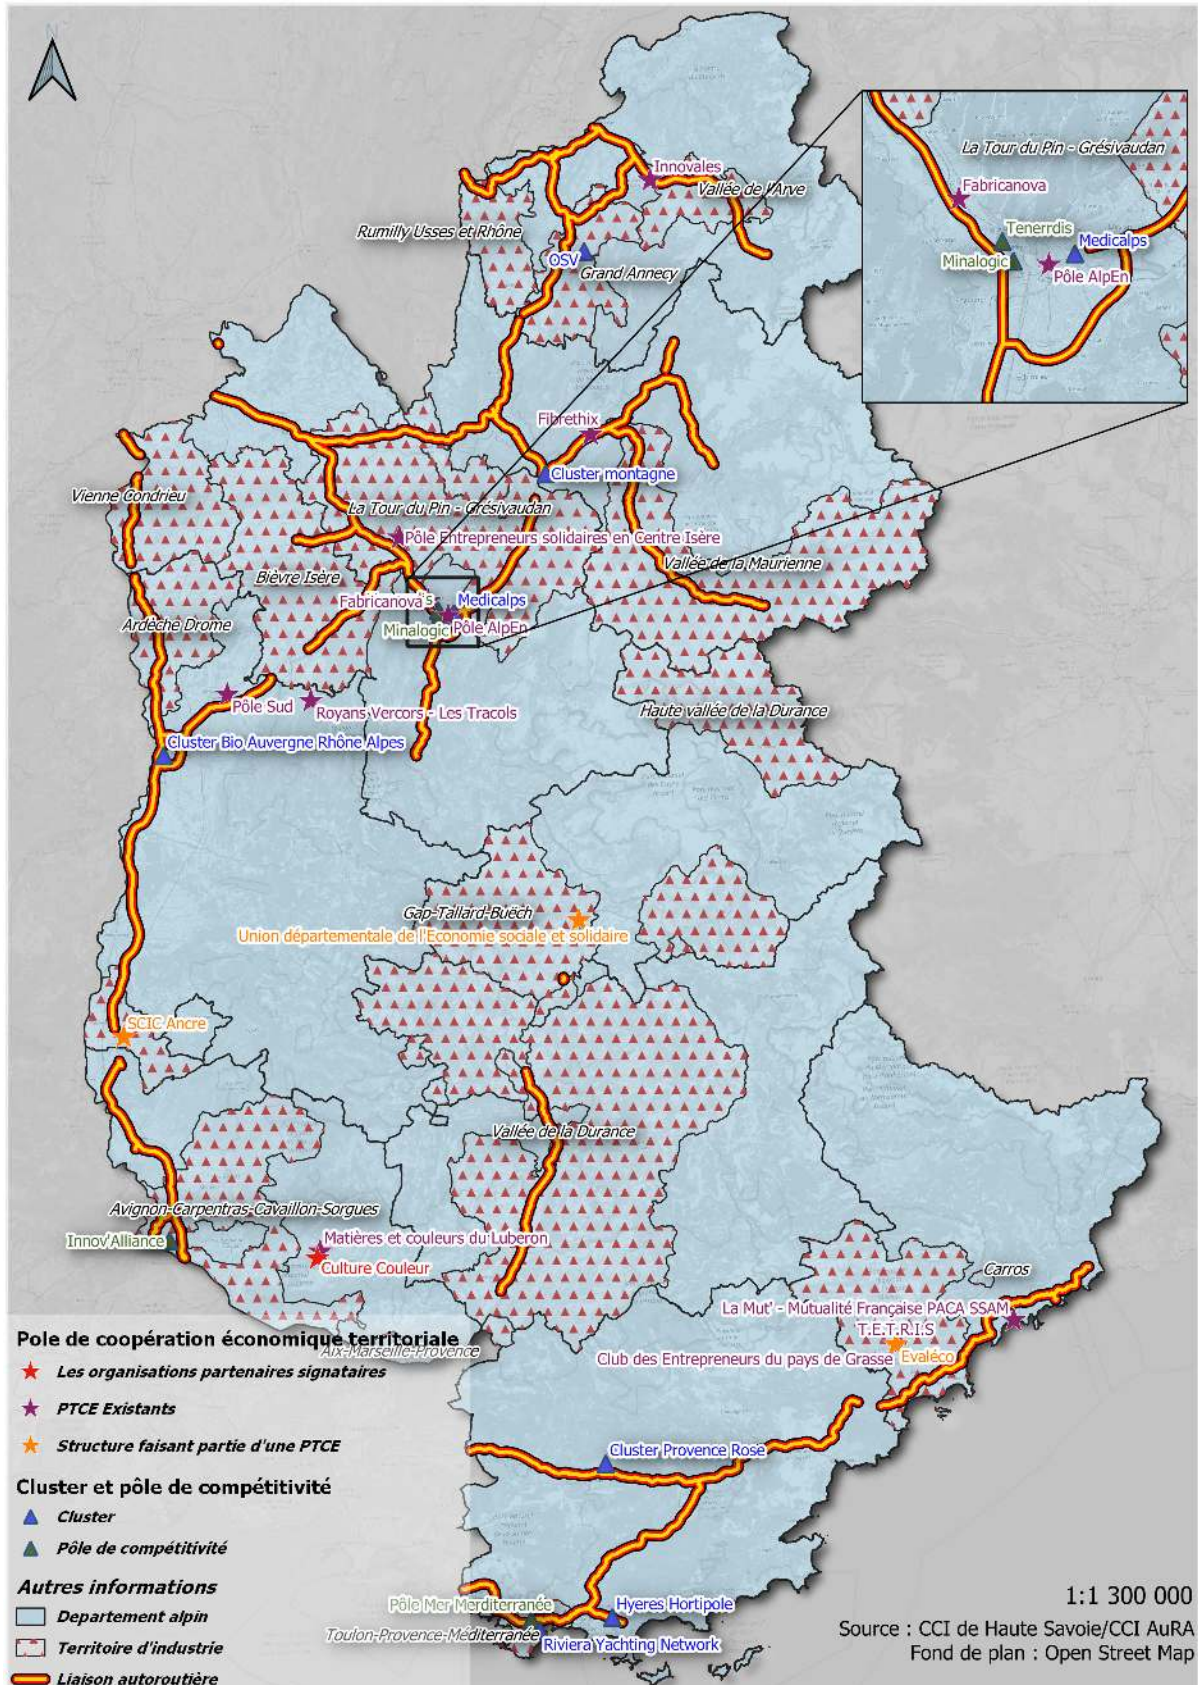 N
Innovales
Vallée de l'Arve
Rumilly Usses et Rhône
OSV
Grand Annecy
La Tour du Pin - Grésivaudan
Fabricanova
Tenerrdis
Medicalps
Minalogic
Pôle AlpEn
Fibrethix
Cluster montagne
Vienne Condrieu
La Tour du Pin - Grésivaudan
Pôle Entrepreneurs solidaires en Centre Isère
Vallée de la Maurienne
Bièvre Isère
Ardèche Drome
Fabricanova
Medicalps
Minalogic
Pôle AlpEn
Pôle Sud
Royans Vercors - Les Tracols
Haute vallée de la Durance
Cluster Bio Auvergne Rhône Alpes
Gap-Tallard-Buëch
Union départementale de l'Economie sociale et solidaire
SCIC Ancre
Vallée de la Durance
Avignon-Carpentras-Cavaillon-Sorgues
Innov'Alliance
Matières et couleurs du Luberon
Culture Couleur
Carros
La Mut' - Mutualité Française PACA SSAM
T.E.T.R.I.S
Club des Entrepreneurs du pays de Grasse
Evaléco
Aix-Marseille-Provence
Cluster Provence Rose
Pôle Mer Merditerranée
Hyeres Hortipole
Toulon-Provence-Méditerranée
Riviera Yachting Network
Pole de coopération économique territoriale
Les organisations partenaires signataires
PTCE Existants
Structure faisant partie d'une PTCE
Cluster et pôle de compétivité
Cluster
Pôle de compétitivité
Autres informations
Departement alpin
Territoire d'industrie
Liaison autoroutière
1:1 300 000
Source : CCI de Haute Savoie/CCI AuRA
Fond de plan : Open Street Map